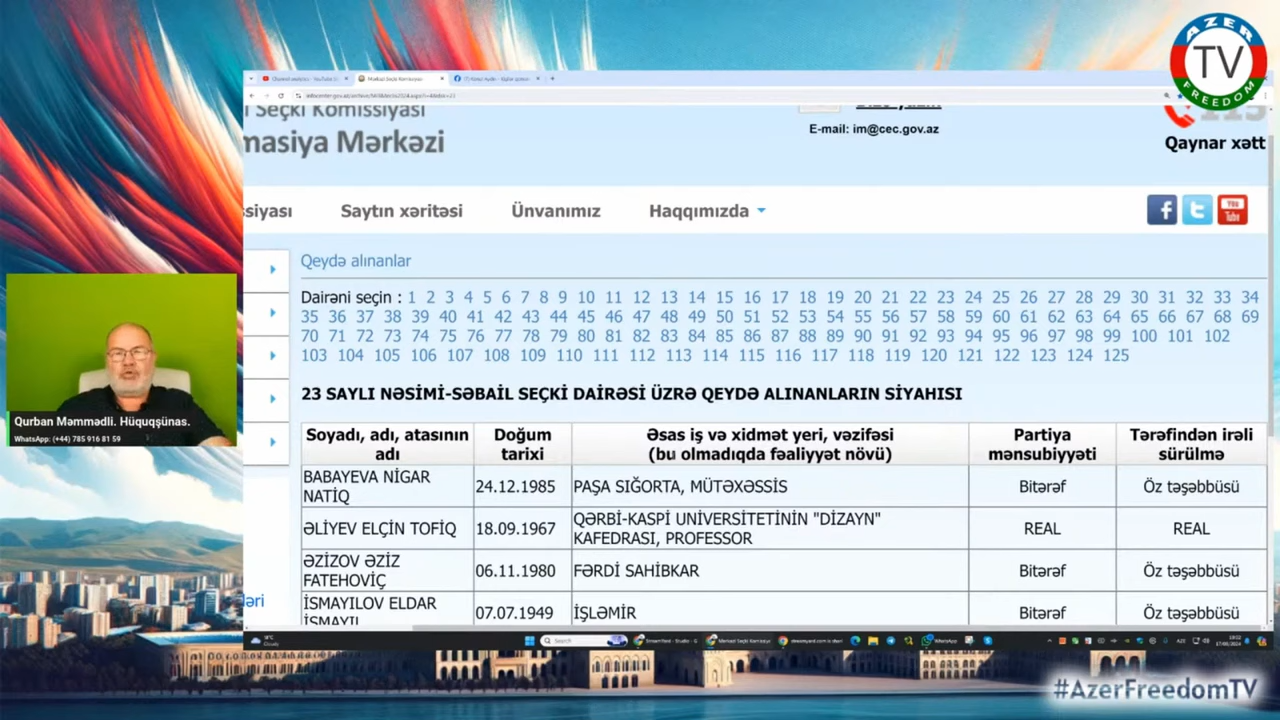 AZER
TV
FREEDOM
Seçki Komissiyası
masiya Mərkəzi
E-mail: im@cec.gov.az
Qaynar xətt
Saytın xəritəsi
Ünvanımız
Haqqımızda
You
Tube
Qeydə alınanlar
Dairəni seçin : 1 2 3 4 5 6 7 8 9 10 11 12 13 14 15 16 17 18 19 20 21 22 23 24 25 26 27 28 29 30 31 32 33 34
35 36 37 38 39 40 41 42 43 44 45 46 47 48 49 50 51 52 53 54 55 56 57 58 59 60 61 62 63 64 65 66 67 68 69
70 71 72 73 74 75 76 77 78 79 80 81 82 83 84 85 86 87 88 89 90 91 92 93 94 95 96 97 98 99 100 101 102
103 104 105 106 107 108 109 110 111 112 113 114 115 116 117 118 119 120 121 122 123 124 125
23 SAYLI NƏSİMİ-SƏBAİL SEÇKİ DAİRƏSİ ÜZRƏ QEYDƏ ALINANLARIN SİYAHISI
Soyadı, adı, atasının adı
Doğum tarixi
Əsas iş və xidmət yeri, vəzifəsi
(bu olmadıqda fəaliyyət növü)
Partiya mənsubiyyəti
Tərəfindən irəli sürülmə
BABAYEVA NİGAR NATİQ 24.12.1985 PAŞA SIĞORTA, MÜTƏXƏSSİS Bitərəf Öz təşəbbüsü
ƏLİYEV ELÇİN TOFİQ 18.09.1967 QƏRBİ-KASPİ UNİVERSİTETİNİN "DİZAYN" KAFEDRASI, PROFESSOR REAL REAL
ƏZİZOV ƏZİZ FATEHOVİÇ 06.11.1980 FƏRDİ SAHİBKAR Bitərəf Öz təşəbbüsü
İSMAYILOV ELDAR İSMAYIL 07.07.1949 İŞLƏMİR Bitərəf Öz təşəbbüsü
Qurban Məmmədli. Hüquqşünas.
WhatsApp: (+44) 785 916 81 59
#AzerFreedomTV